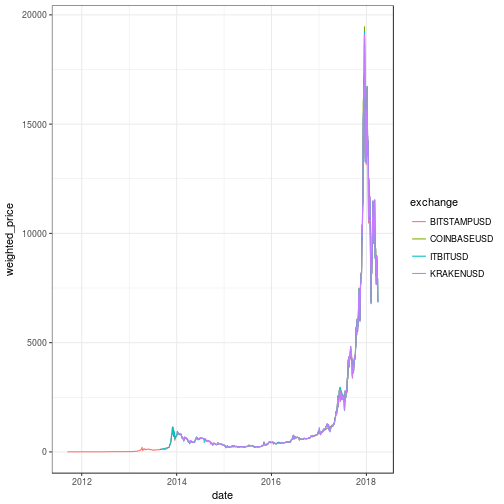 20000
15000
10000
5000
0
weighted_price
2012
2014
2016
2018
date
exchange
BITSTAMPUSD
COINBASEUSD
ITBITUSD
KRAKENUSD